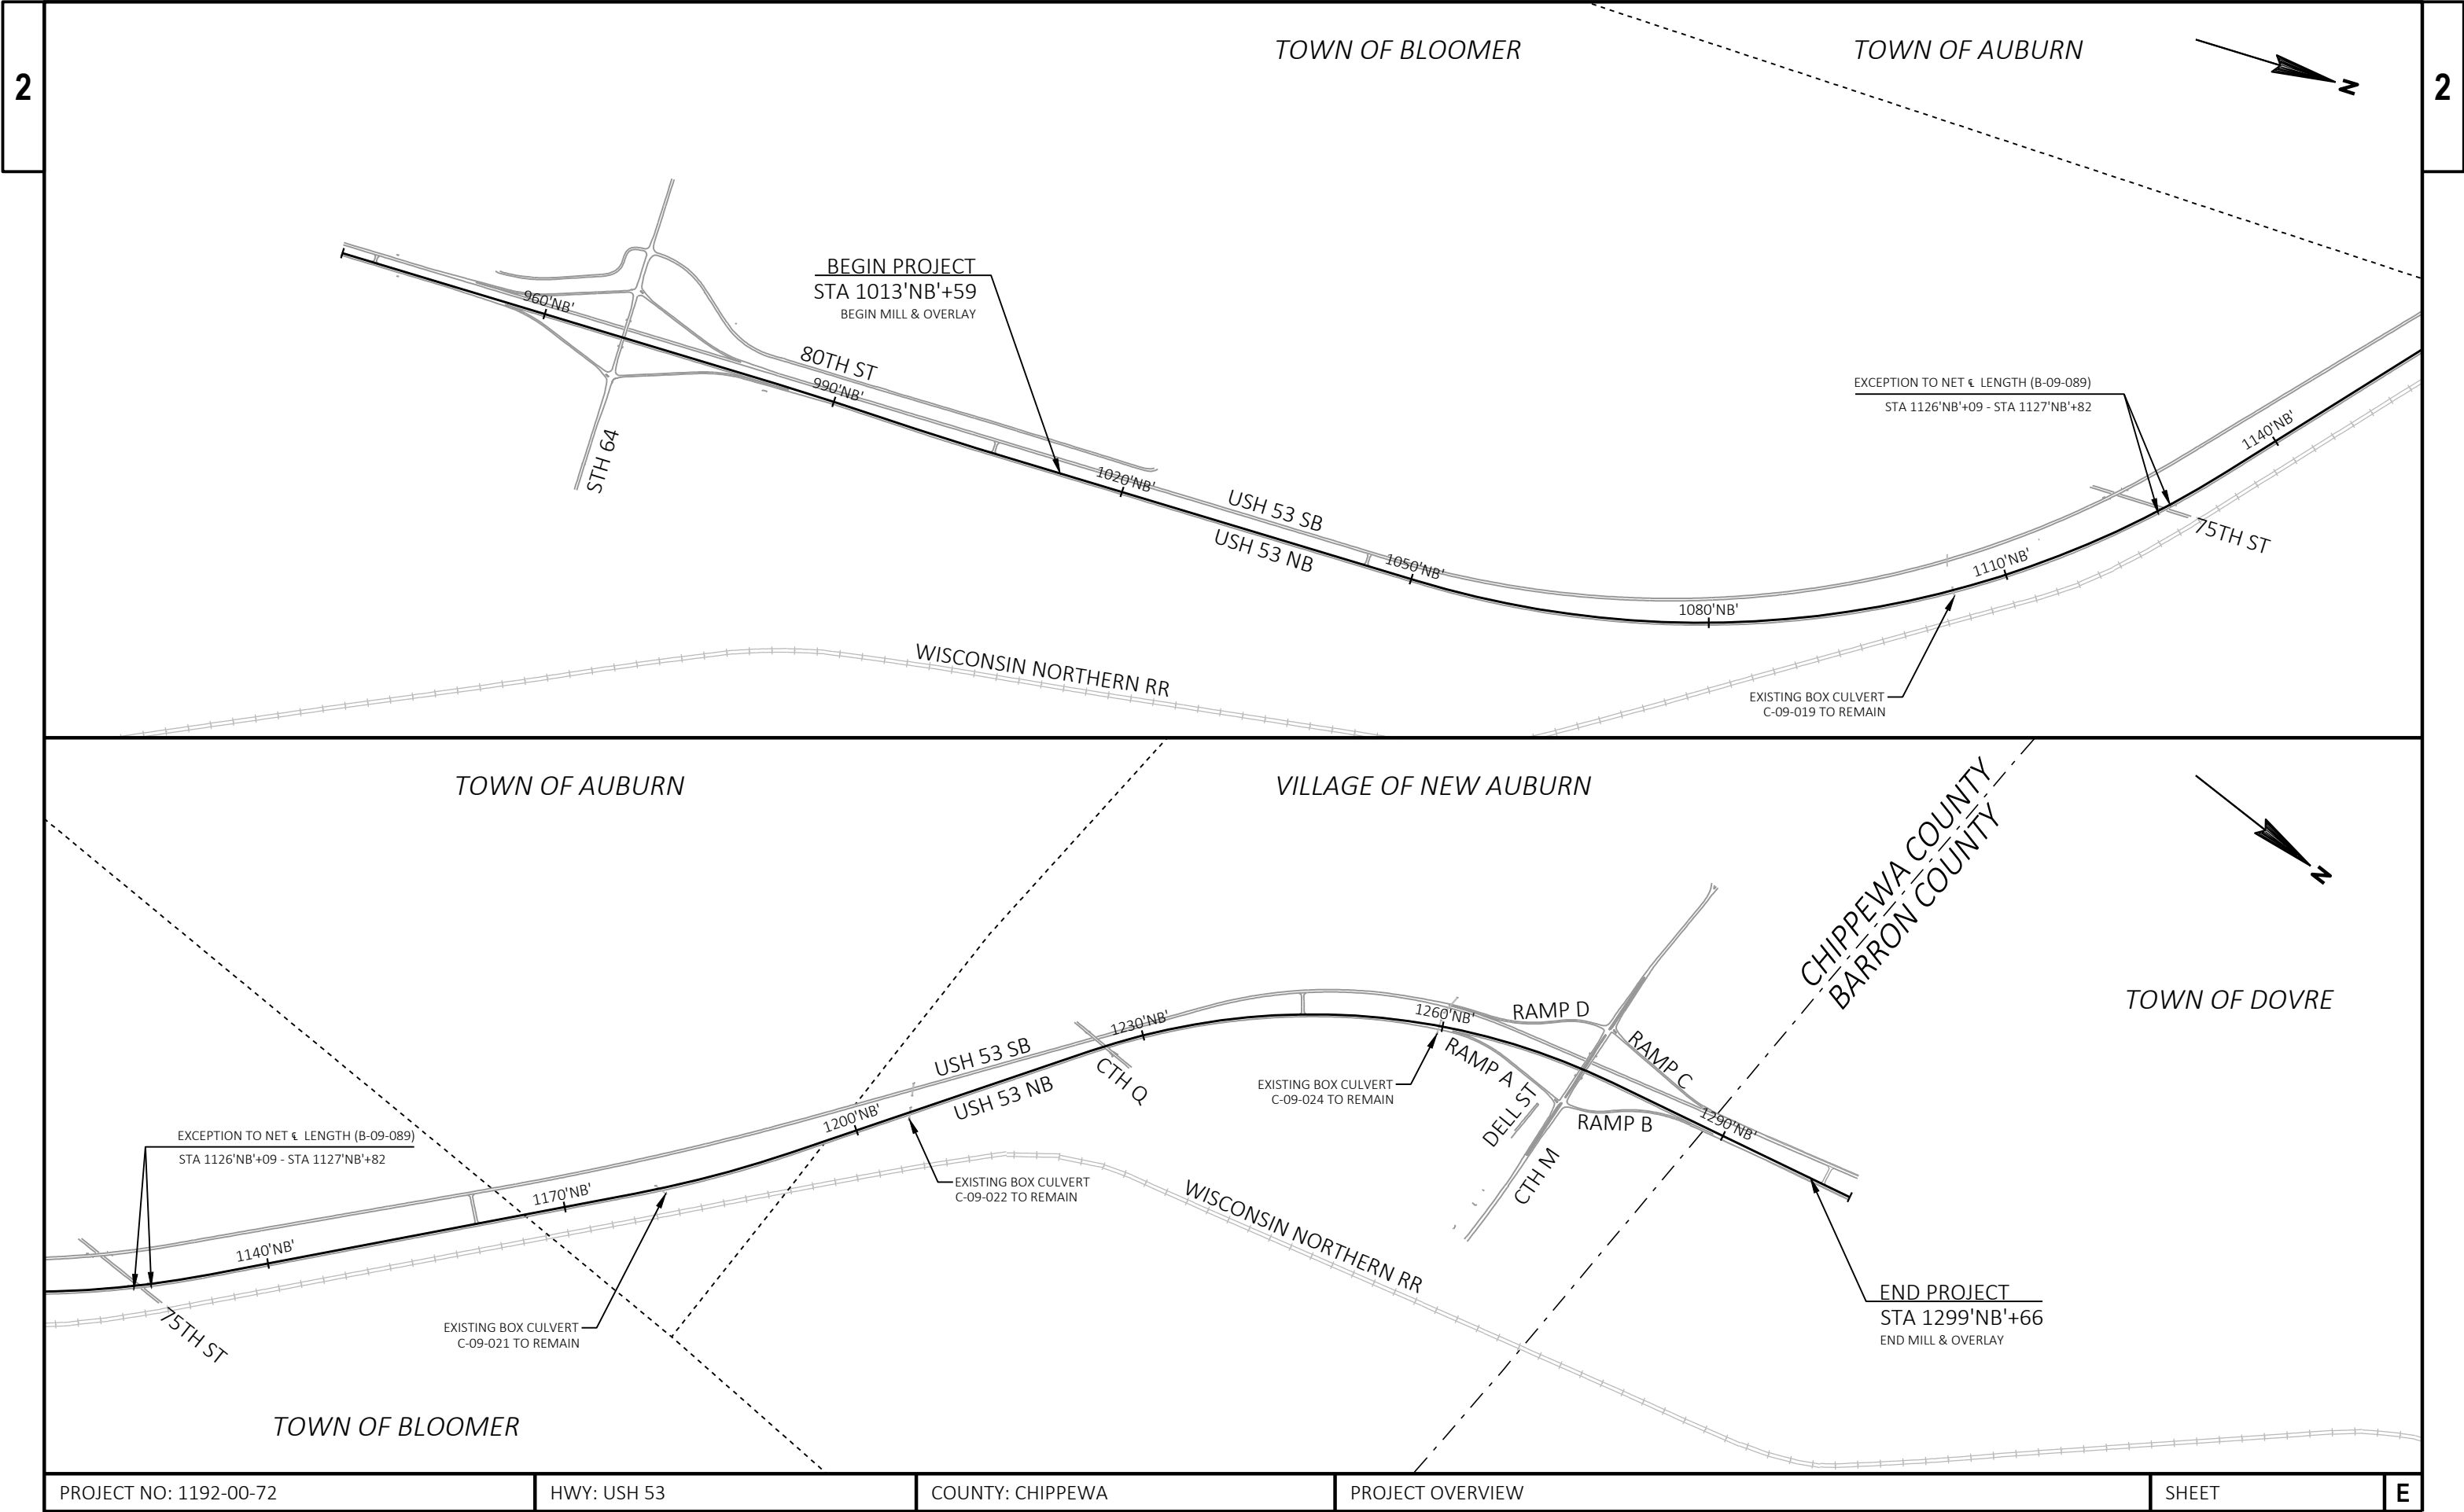 2
2
TOWN OF BLOOMER
TOWN OF AUBURN
N
BEGIN PROJECT
STA 1013'NB'+59
BEGIN MILL & OVERLAY
960'NB'
80TH ST
990'NB'
STH 64
1020'NB'
USH 53 SB
USH 53 NB
1050'NB'
1080'NB'
1110'NB'
1140'NB'
EXCEPTION TO NET ℄ LENGTH (B-09-089)
STA 1126'NB'+09 - STA 1127'NB'+82
75TH ST
WISCONSIN NORTHERN RR
EXISTING BOX CULVERT
C-09-019 TO REMAIN
TOWN OF AUBURN
VILLAGE OF NEW AUBURN
CHIPPEWA COUNTY
BARRON COUNTY
N
TOWN OF DOVRE
EXCEPTION TO NET ℄ LENGTH (B-09-089)
STA 1126'NB'+09 - STA 1127'NB'+82
1140'NB'
75TH ST
1170'NB'
EXISTING BOX CULVERT
C-09-021 TO REMAIN
1200'NB'
USH 53 SB
USH 53 NB
EXISTING BOX CULVERT
C-09-022 TO REMAIN
CTH Q
1230'NB'
1260'NB'
EXISTING BOX CULVERT
C-09-024 TO REMAIN
RAMP D
RAMP A
RAMP C
RAMP B
DELL ST
CTH M
1290'NB'
WISCONSIN NORTHERN RR
END PROJECT
STA 1299'NB'+66
END MILL & OVERLAY
TOWN OF BLOOMER
PROJECT NO: 1192-00-72
HWY: USH 53
COUNTY: CHIPPEWA
PROJECT OVERVIEW
SHEET
E